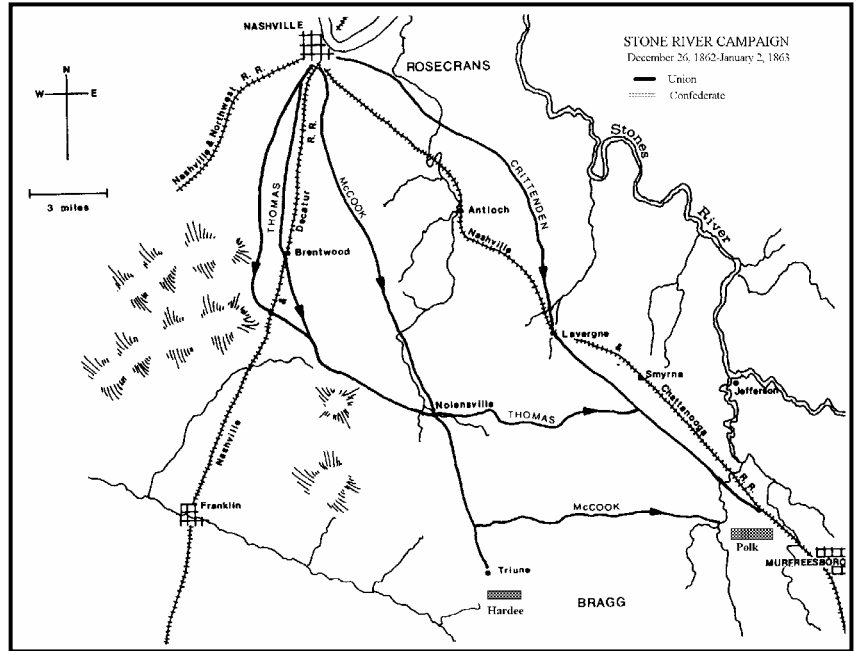 NASHVILLE
STONE RIVER CAMPAIGN
December 26, 1862-January 2, 1863
Union
Confederate
ROSECRANS
N
W E
3 miles
Nashville & Northwest R. R.
THOMAS
Decatur R. R.
McCOOK
CRITTENDEN
Stones River
Antioch
Nashville
Brentwood
&
Lavergne
&
Smyrna
Jefferson
Chattanooga
R. R.
Nolensville
THOMAS
Nashville
Franklin
McCOOK
Polk
MURFREESBORO
Triune
Hardee
BRAGG